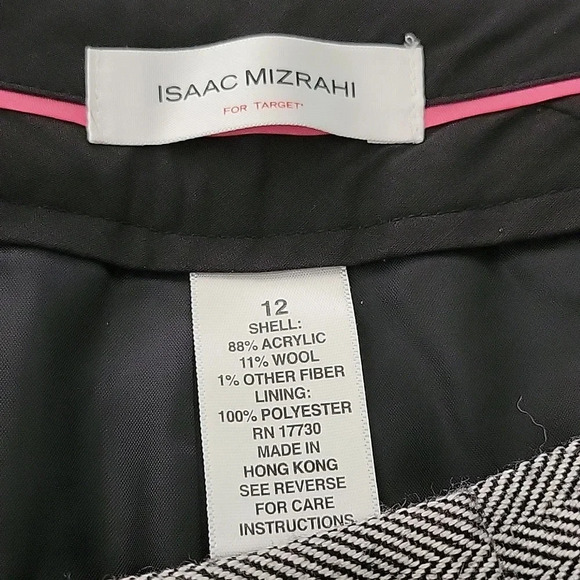 ISAAC MIZRAHI
FOR TARGET
12
SHELL:
88% ACRYLIC
11% WOOL
1% OTHER FIBER
LINING:
100% POLYESTER
RN 17730
MADE IN
HONG KONG
SEE REVERSE
FOR CARE
INSTRUCTIONS